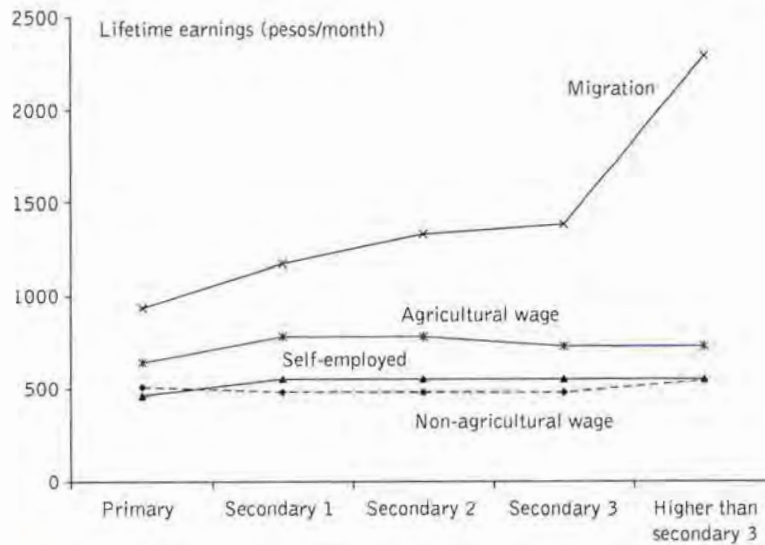 2500
Lifetime earnings (pesos/month)
Migration
2000
1500
1000
Agricultural wage
Self-employed
500
Non-agricultural wage
0
Primary
Secondary 1
Secondary 2
Secondary 3
Higher than
secondary 3